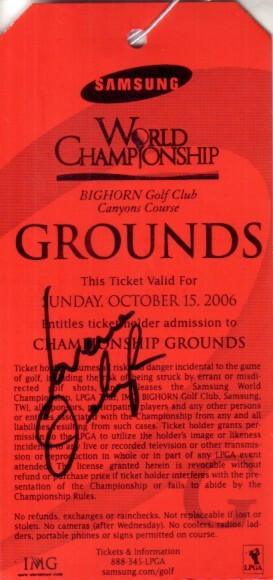 SAMSUNG
WORLD
CHAMPIONSHIP
BIGHORN Golf Club
Canyons Course
GROUNDS
This Ticket Valid For
SUNDAY, OCTOBER 15, 2006
Entitles ticket holder admission to
CHAMPIONSHIP GROUNDS
Ticket holder assumes all risk and danger incidental to the game
of golf, including the risk of being struck by errant or misdi-
rected golf shots, and releases the Samsung World
Championship, LPGA Tour, IMG, BIGHORN Golf Club, Samsung,
TWI, all sponsors, participants, players and any other persons
or entities associated with the Championship from any and all
liabilities resulting from such cases. Ticket holder grants per-
mission to the LPGA to utilize the holder's image or likeness
incident to any live or recorded television or other transmis-
sion or reproduction in whole or in part of any LPGA event
attended. The license granted herein is revocable without
refund or purchase price if ticket holder interferes with the pre-
sentation of the Championship or fails to abide by the
Championship Rules.
No refunds, exchanges or rainchecks. Not replaceable if lost or
stolen. No cameras (after Wednesday). No coolers, radios, lad-
ders, portable phones or signs permitted on course.
Tickets & Information
888-345-LPGA
samsung.com/golf
IMG
LPGA